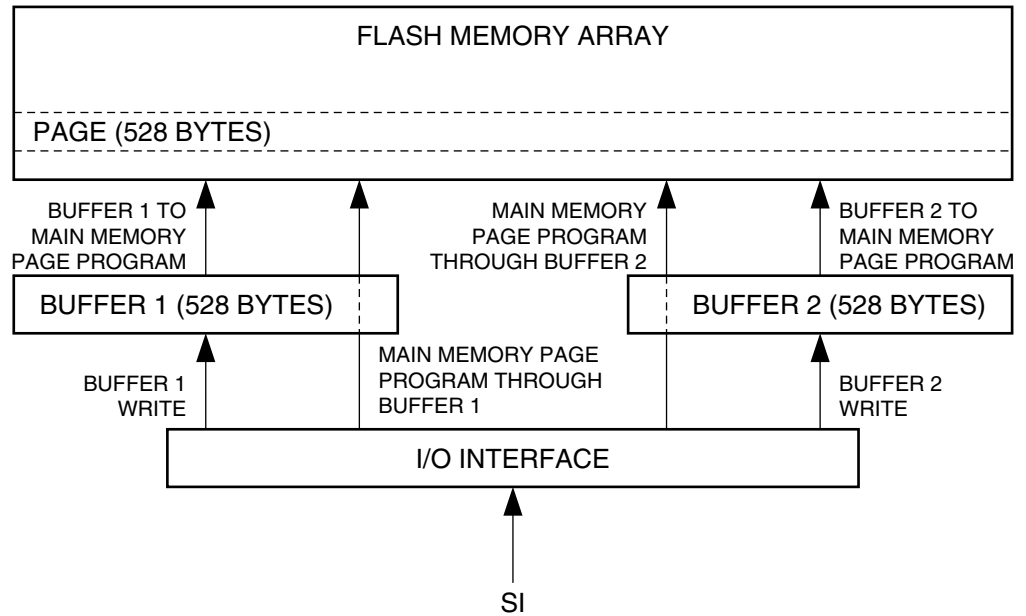 FLASH MEMORY ARRAY
PAGE (528 BYTES)
BUFFER 1 TO
MAIN MEMORY
PAGE PROGRAM
MAIN MEMORY
PAGE PROGRAM
THROUGH BUFFER 2
BUFFER 2 TO
MAIN MEMORY
PAGE PROGRAM
BUFFER 1 (528 BYTES)
BUFFER 2 (528 BYTES)
BUFFER 1
WRITE
MAIN MEMORY PAGE
PROGRAM THROUGH
BUFFER 1
BUFFER 2
WRITE
I/O INTERFACE
SI